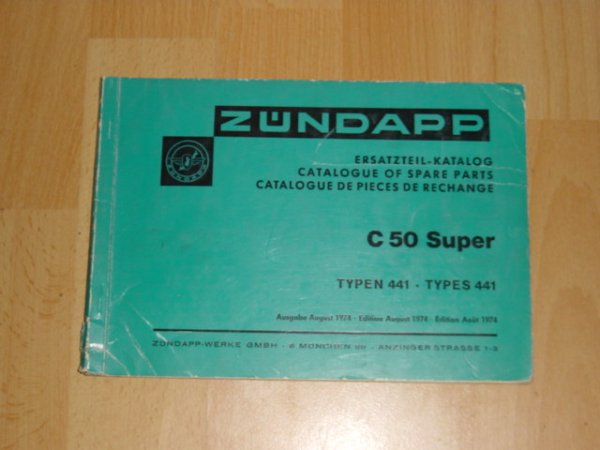 ZÜNDAPP
ERSATZTEIL-KATALOG
CATALOGUE OF SPARE PARTS
CATALOGUE DE PIECES DE RECHANGE
C 50 Super
TYPEN 441 - TYPES 441
Ausgabe August 1974 - Edition August 1974 - Edition Août 1974
ZÜNDAPP-WERKE GMBH · 8 MÜNCHEN 80 · ANZINGER STRASSE 1-3
ZÜNDAPP